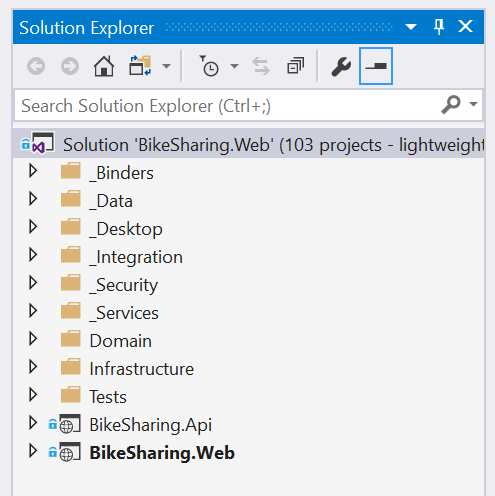 Solution Explorer
Search Solution Explorer (Ctrl+;)
Solution 'BikeSharing.Web' (103 projects - lightweight
_Binders
_Data
_Desktop
_Integration
_Security
_Services
Domain
Infrastructure
Tests
BikeSharing.Api
BikeSharing.Web